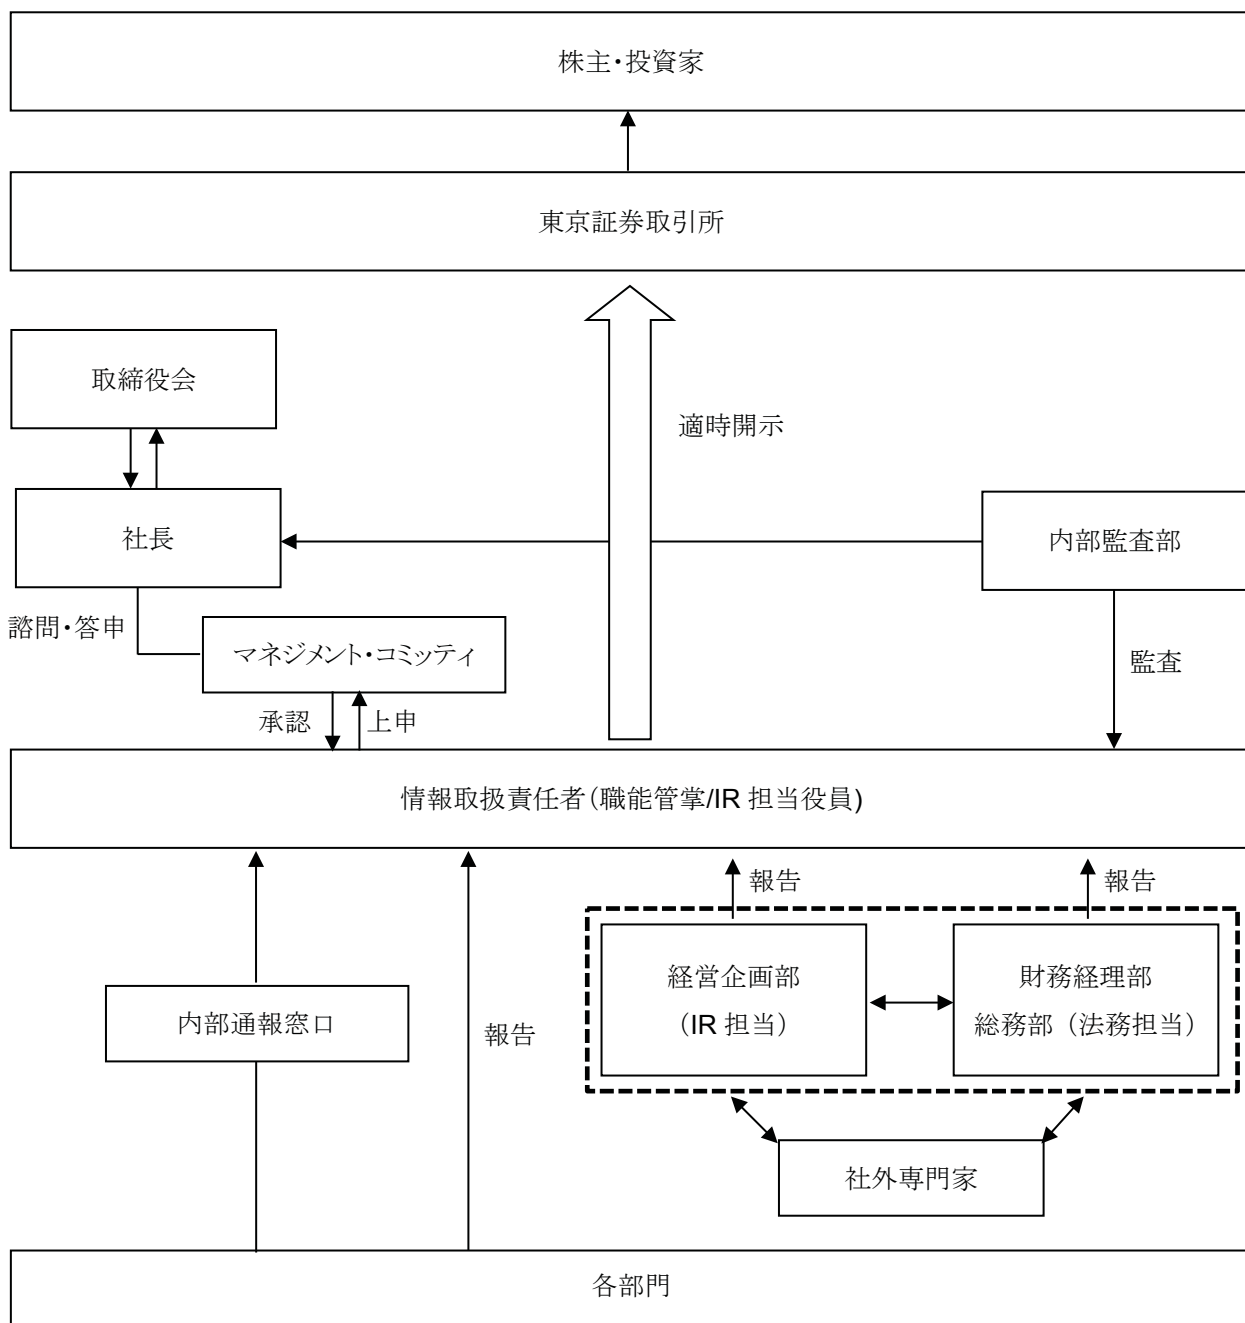 株主・投資家
東京証券取引所
取締役会
適時開示
社長
内部監査部
諮問・答申
マネジメント・コミッティ
監査
承認
上申
情報取扱責任者(職能管掌/IR 担当役員)
報告
報告
経営企画部
（IR 担当）
財務経理部
総務部（法務担当）
内部通報窓口
報告
社外専門家
各部門